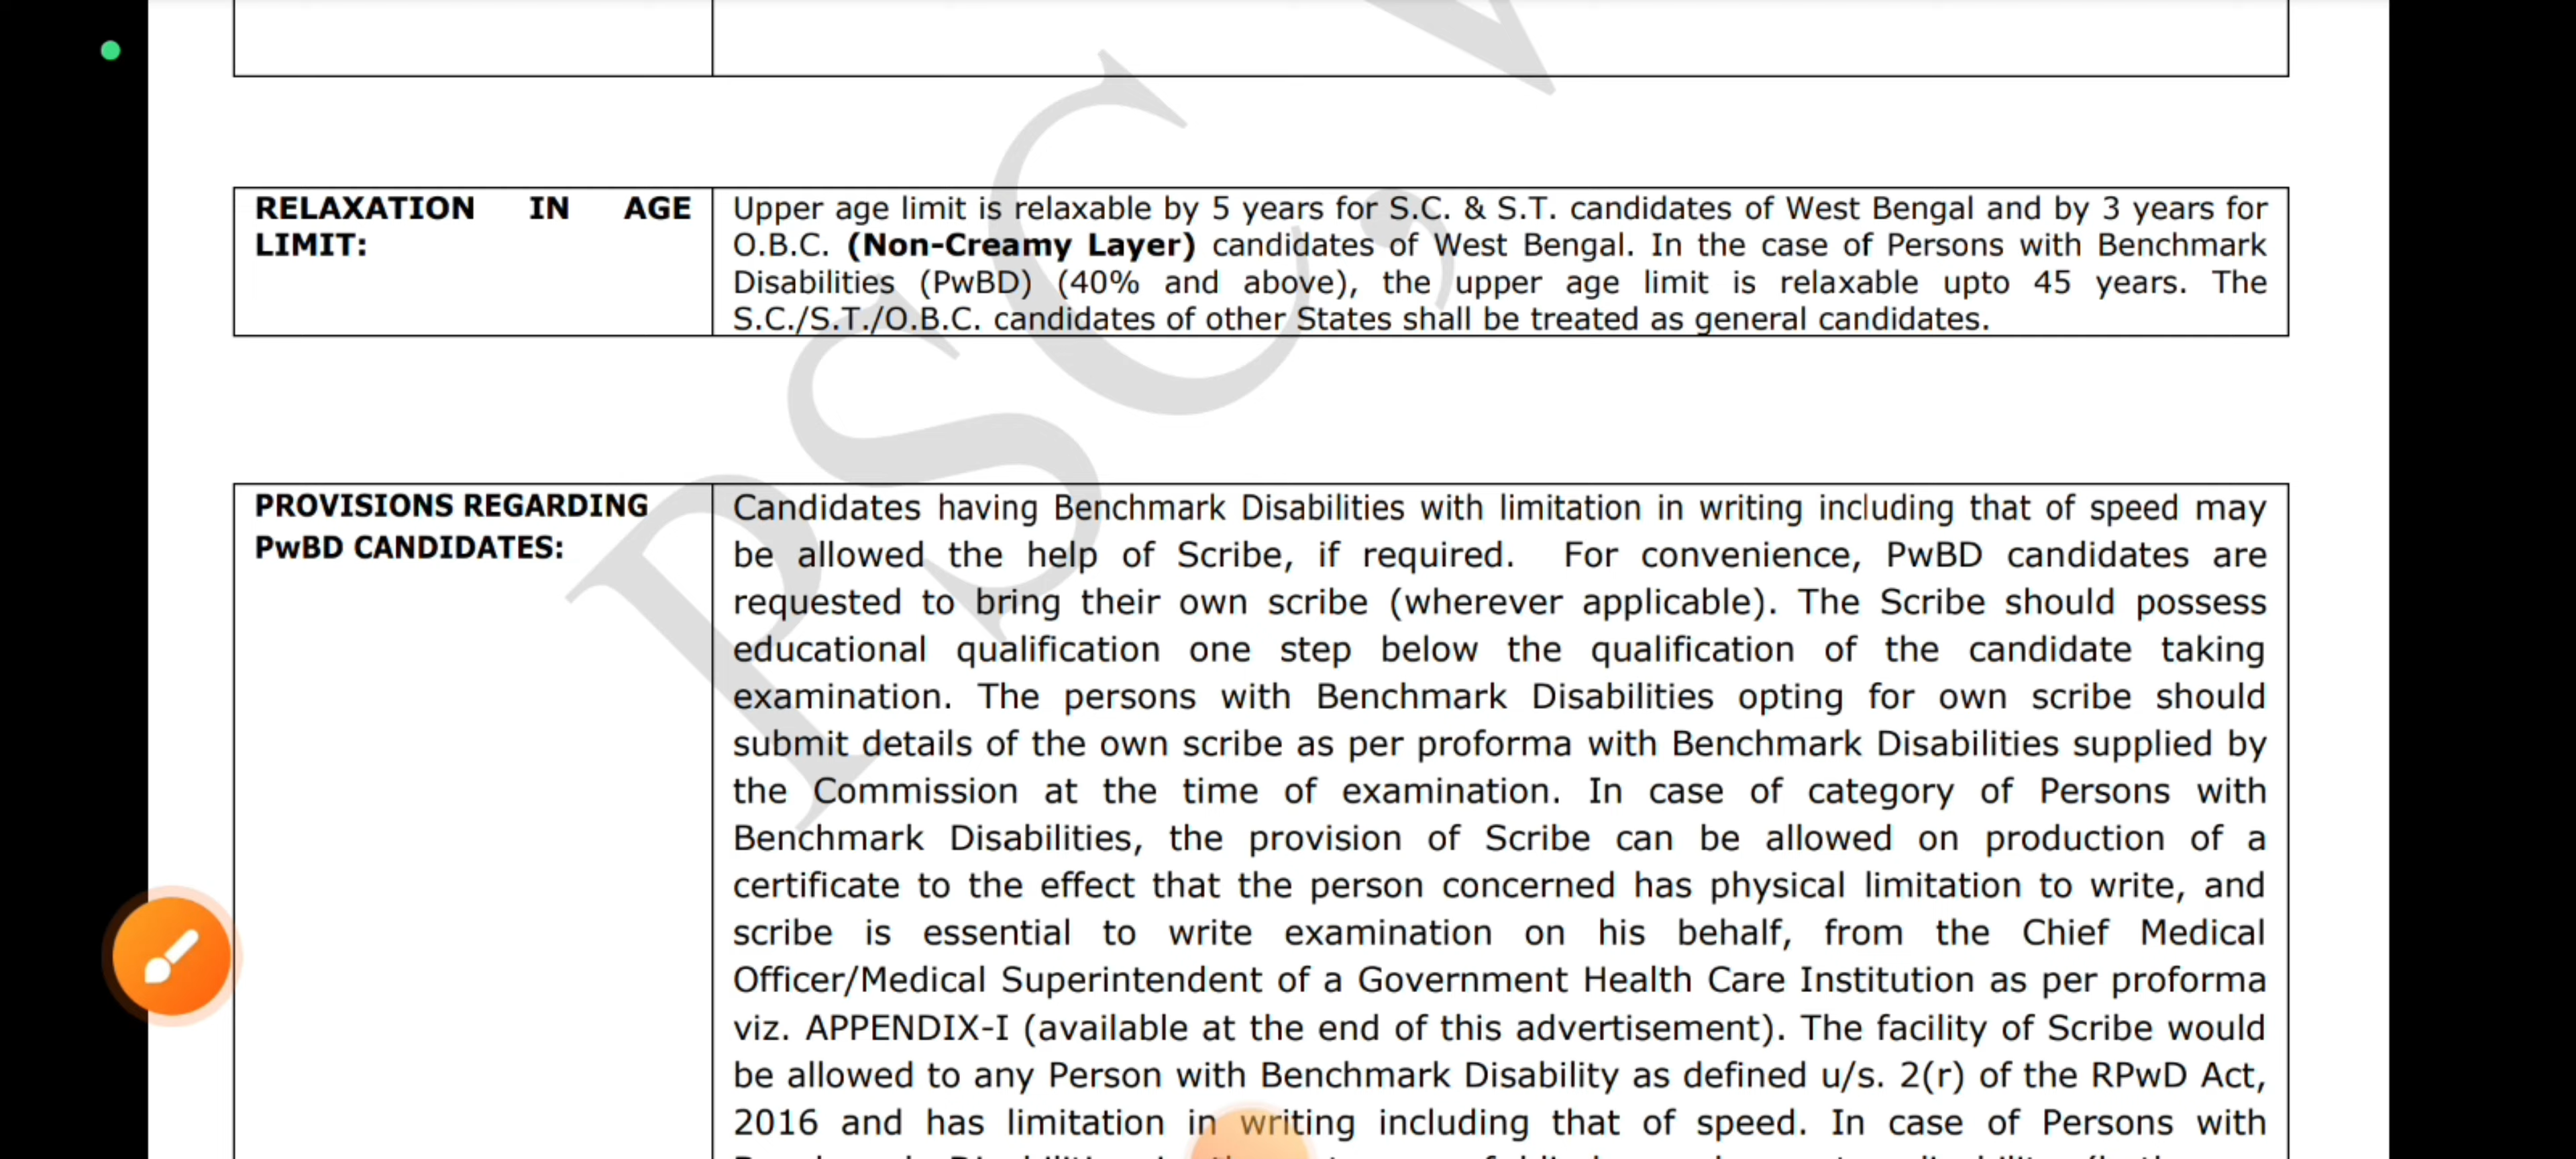 RELAXATION IN AGE LIMIT:
Upper age limit is relaxable by 5 years for S.C. & S.T. candidates of West Bengal and by 3 years for
O.B.C. (Non-Creamy Layer) candidates of West Bengal. In the case of Persons with Benchmark
Disabilities (PwBD) (40% and above), the upper age limit is relaxable upto 45 years. The
S.C./S.T./O.B.C. candidates of other States shall be treated as general candidates.
PROVISIONS REGARDING
PwBD CANDIDATES:
Candidates having Benchmark Disabilities with limitation in writing including that of speed may
be allowed the help of Scribe, if required. For convenience, PwBD candidates are
requested to bring their own scribe (wherever applicable). The Scribe should possess
educational qualification one step below the qualification of the candidate taking
examination. The persons with Benchmark Disabilities opting for own scribe should
submit details of the own scribe as per proforma with Benchmark Disabilities supplied by
the Commission at the time of examination. In case of category of Persons with
Benchmark Disabilities, the provision of Scribe can be allowed on production of a
certificate to the effect that the person concerned has physical limitation to write, and
scribe is essential to write examination on his behalf, from the Chief Medical
Officer/Medical Superintendent of a Government Health Care Institution as per proforma
viz. APPENDIX-I (available at the end of this advertisement). The facility of Scribe would
be allowed to any Person with Benchmark Disability as defined u/s. 2(r) of the RPwD Act,
2016 and has limitation in writing including that of speed. In case of Persons with
PSC,